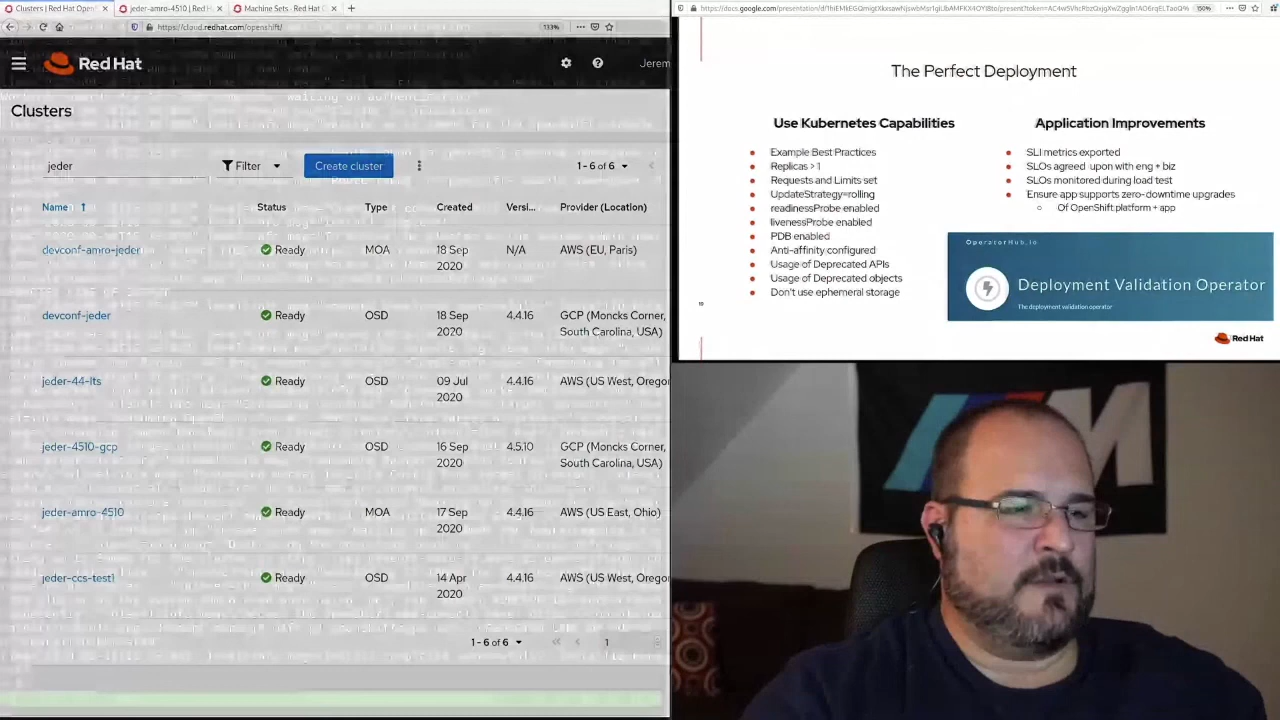 Clusters | Red Hat Open
jeder-amro-4510 | Red H
Machine Sets · Red Hat O
https://cloud.redhat.com/openshift/
133%
Red Hat
Jerem
Clusters
jeder
Filter
Create cluster
1 - 6 of 6
Name
Status
Type
Created
Versi...
Provider (Location)
devconf-amro-jeder
Ready
MOA
18 Sep
2020
N/A
AWS (EU, Paris)
devconf-jeder
Ready
OSD
18 Sep
2020
4.4.16
GCP (Moncks Corner,
South Carolina, USA)
jeder-44-lts
Ready
OSD
09 Jul
2020
4.4.16
AWS (US West, Orego
jeder-4510-gcp
Ready
OSD
16 Sep
2020
4.5.10
GCP (Moncks Corner,
South Carolina, USA)
jeder-amro-4510
Ready
MOA
17 Sep
2020
4.4.16
AWS (US East, Ohio)
jeder-ccs-test1
Ready
OSD
14 Apr
2020
4.4.16
AWS (US West, Orego
1 - 6 of 6
1
150%
The Perfect Deployment
Use Kubernetes Capabilities
Example Best Practices
Replicas > 1
Requests and Limits set
UpdateStrategy=rolling
readinessProbe enabled
livenessProbe enabled
PDB enabled
Anti-affinity configured
Usage of Deprecated APIs
Usage of Deprecated objects
Don't use ephemeral storage
Application Improvements
SLI metrics exported
SLOs agreed upon with eng + biz
SLOs monitored during load test
Ensure app supports zero-downtime upgrades
Of OpenShift platform + app
OperatorHub.io
Deployment Validation Operator
The deployment validation operator
19
Red Hat
M